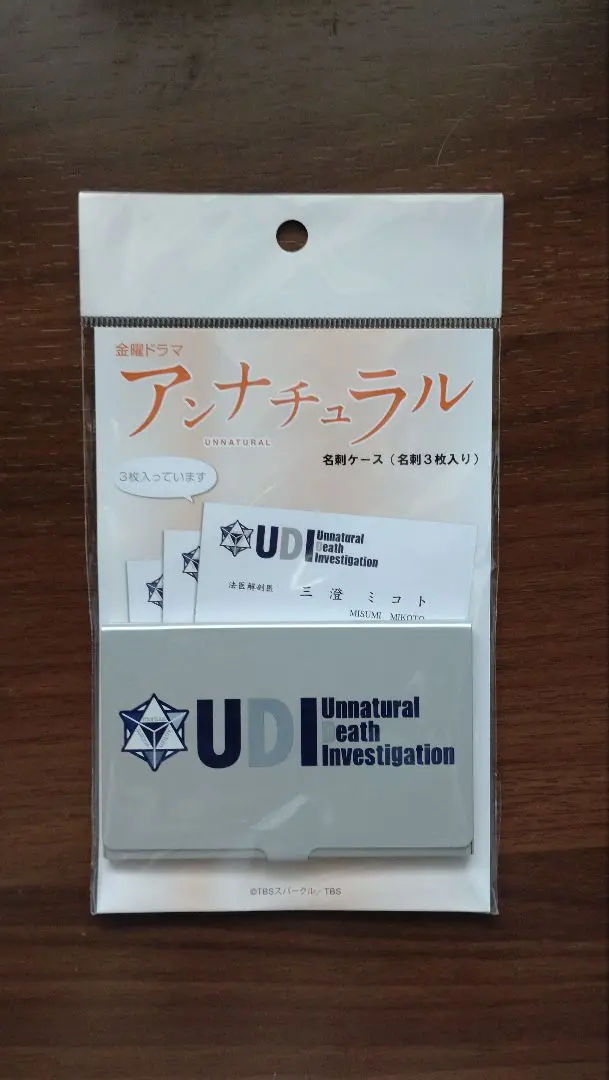 金曜ドラマ
アンナチュラル
UNNATURAL
名刺ケース（名刺３枚入り）
3枚入っています
UDI Unnatural
Death
Investigation
法医解剖医 三澄 ミコト
MISUMI MIKOTO
UDI Unnatural
Death
Investigation
©TBSスパークル／TBS